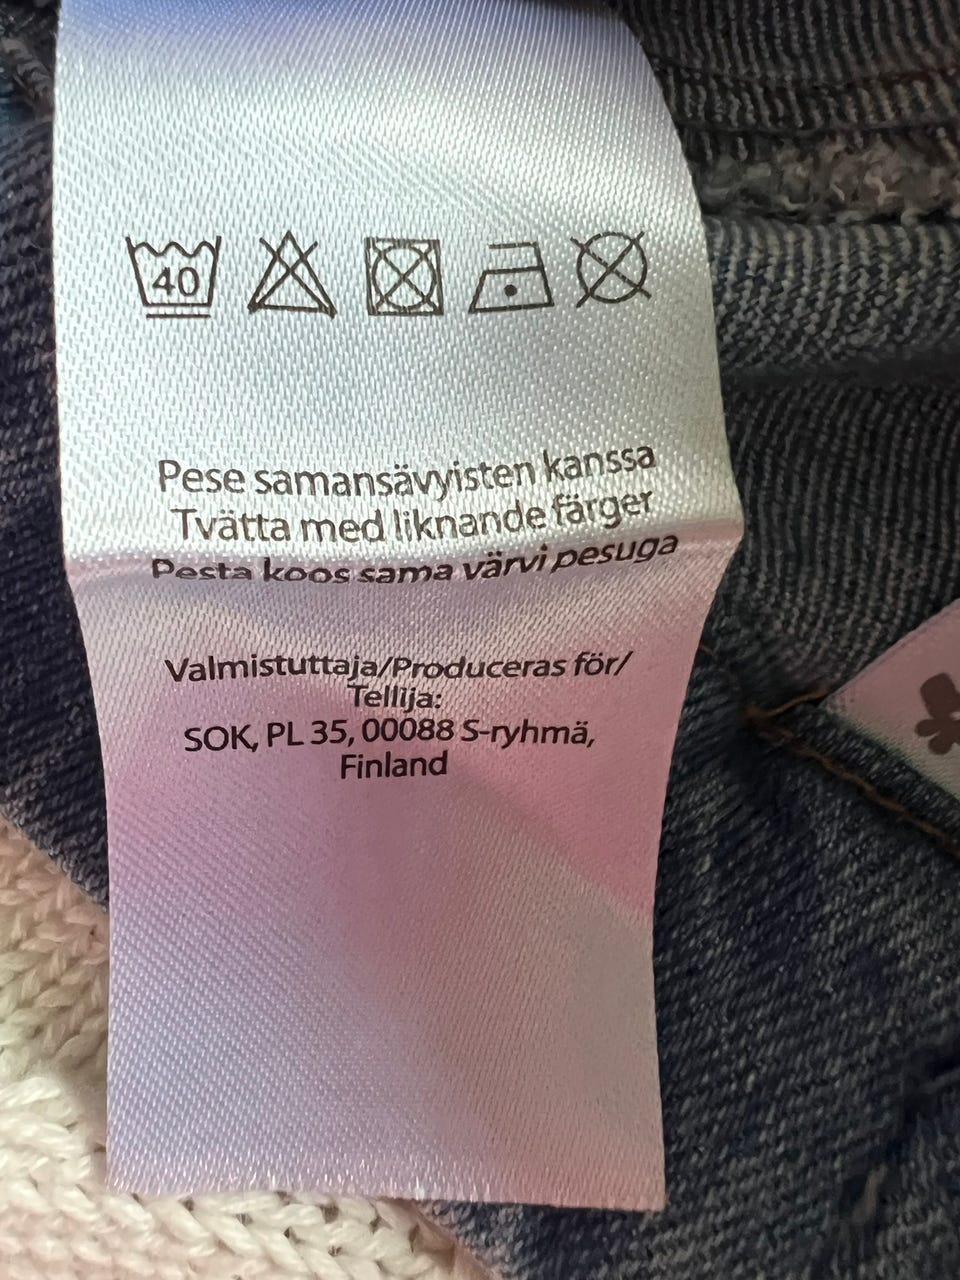 40
Pese samansävyisten kanssa
Tvätta med liknande färger
Pesta koos sama värvi pesuga
Valmistuttaja/Produceras för/
Tellija:
SOK, PL 35, 00088 S-ryhmä,
Finland